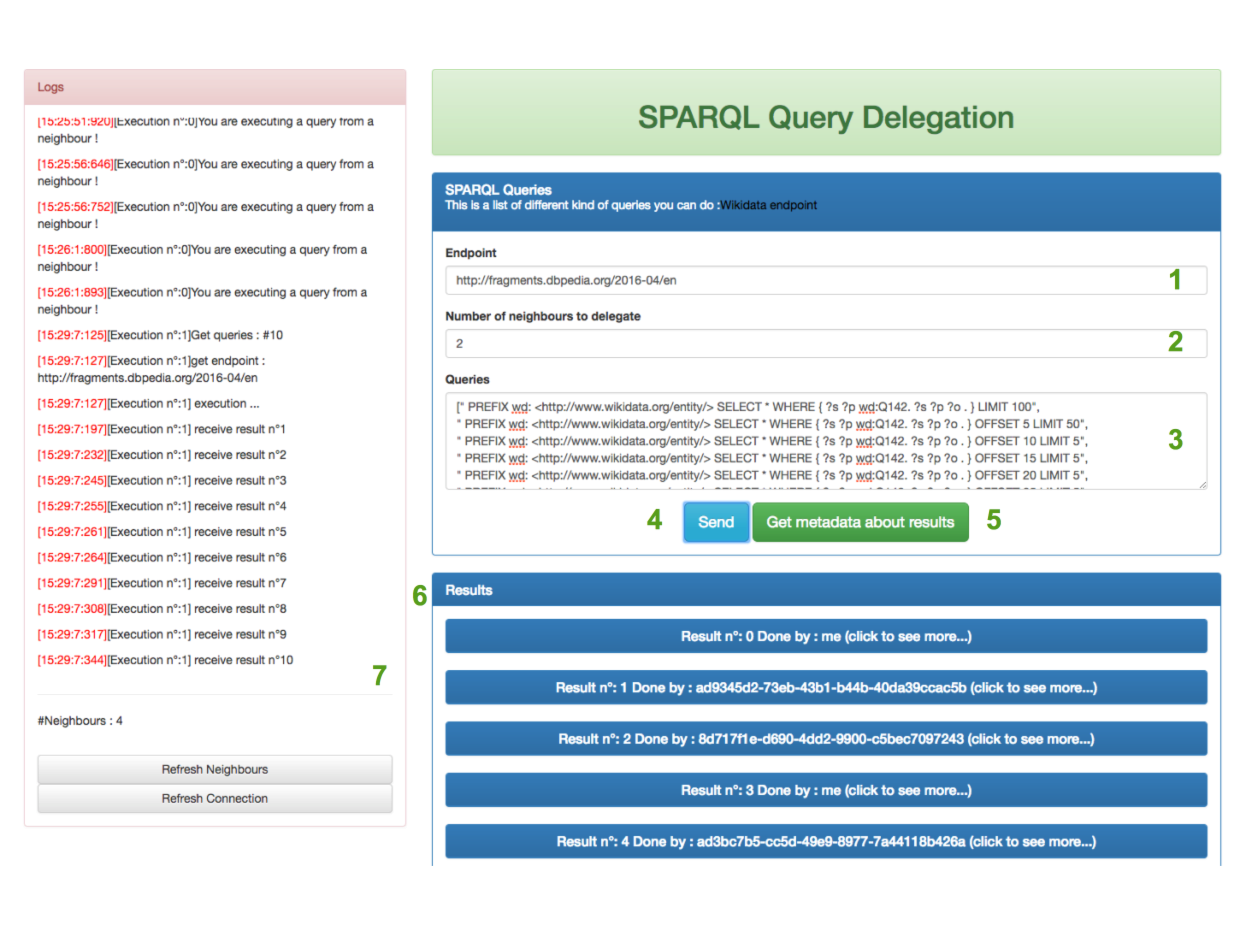 Logs
[15:25:51:920][Execution n°:0]You are executing a query from a
neighbour !
[15:25:56:646][Execution n°:0]You are executing a query from a
neighbour !
[15:25:56:752][Execution n°:0]You are executing a query from a
neighbour !
[15:26:1:800][Execution n°:0]You are executing a query from a
neighbour !
[15:26:1:893][Execution n°:0]You are executing a query from a
neighbour !
[15:29:7:125][Execution n°:1]Get queries : #10
[15:29:7:127][Execution n°:1]get endpoint :
http://fragments.dbpedia.org/2016-04/en
[15:29:7:127][Execution n°:1] execution ...
[15:29:7:197][Execution n°:1] receive result n°1
[15:29:7:232][Execution n°:1] receive result n°2
[15:29:7:245][Execution n°:1] receive result n°3
[15:29:7:255][Execution n°:1] receive result n°4
[15:29:7:261][Execution n°:1] receive result n°5
[15:29:7:264][Execution n°:1] receive result n°6
[15:29:7:291][Execution n°:1] receive result n°7
[15:29:7:308][Execution n°:1] receive result n°8
[15:29:7:317][Execution n°:1] receive result n°9
[15:29:7:344][Execution n°:1] receive result n°10
7
#Neighbours : 4
Refresh Neighbours
Refresh Connection
SPARQL Query Delegation
SPARQL Queries
This is a list of different kind of queries you can do :Wikidata endpoint
Endpoint
http://fragments.dbpedia.org/2016-04/en 1
Number of neighbours to delegate
2 2
Queries
[" PREFIX wd: <http://www.wikidata.org/entity/> SELECT * WHERE { ?s ?p wd:Q142. ?s ?p ?o . } LIMIT 100",
" PREFIX wd: <http://www.wikidata.org/entity/> SELECT * WHERE { ?s ?p wd:Q142. ?s ?p ?o . } OFFSET 5 LIMIT 50",
" PREFIX wd: <http://www.wikidata.org/entity/> SELECT * WHERE { ?s ?p wd:Q142. ?s ?p ?o . } OFFSET 10 LIMIT 5", 3
" PREFIX wd: <http://www.wikidata.org/entity/> SELECT * WHERE { ?s ?p wd:Q142. ?s ?p ?o . } OFFSET 15 LIMIT 5",
" PREFIX wd: <http://www.wikidata.org/entity/> SELECT * WHERE { ?s ?p wd:Q142. ?s ?p ?o . } OFFSET 20 LIMIT 5",
4 Send Get metadata about results 5
6 Results
Result n°: 0 Done by : me (click to see more...)
Result n°: 1 Done by : ad9345d2-73eb-43b1-b44b-40da39ccac5b (click to see more...)
Result n°: 2 Done by : 8d717f1e-d690-4dd2-9900-c5bec7097243 (click to see more...)
Result n°: 3 Done by : me (click to see more...)
Result n°: 4 Done by : ad3bc7b5-cc5d-49e9-8977-7a44118b426a (click to see more...)